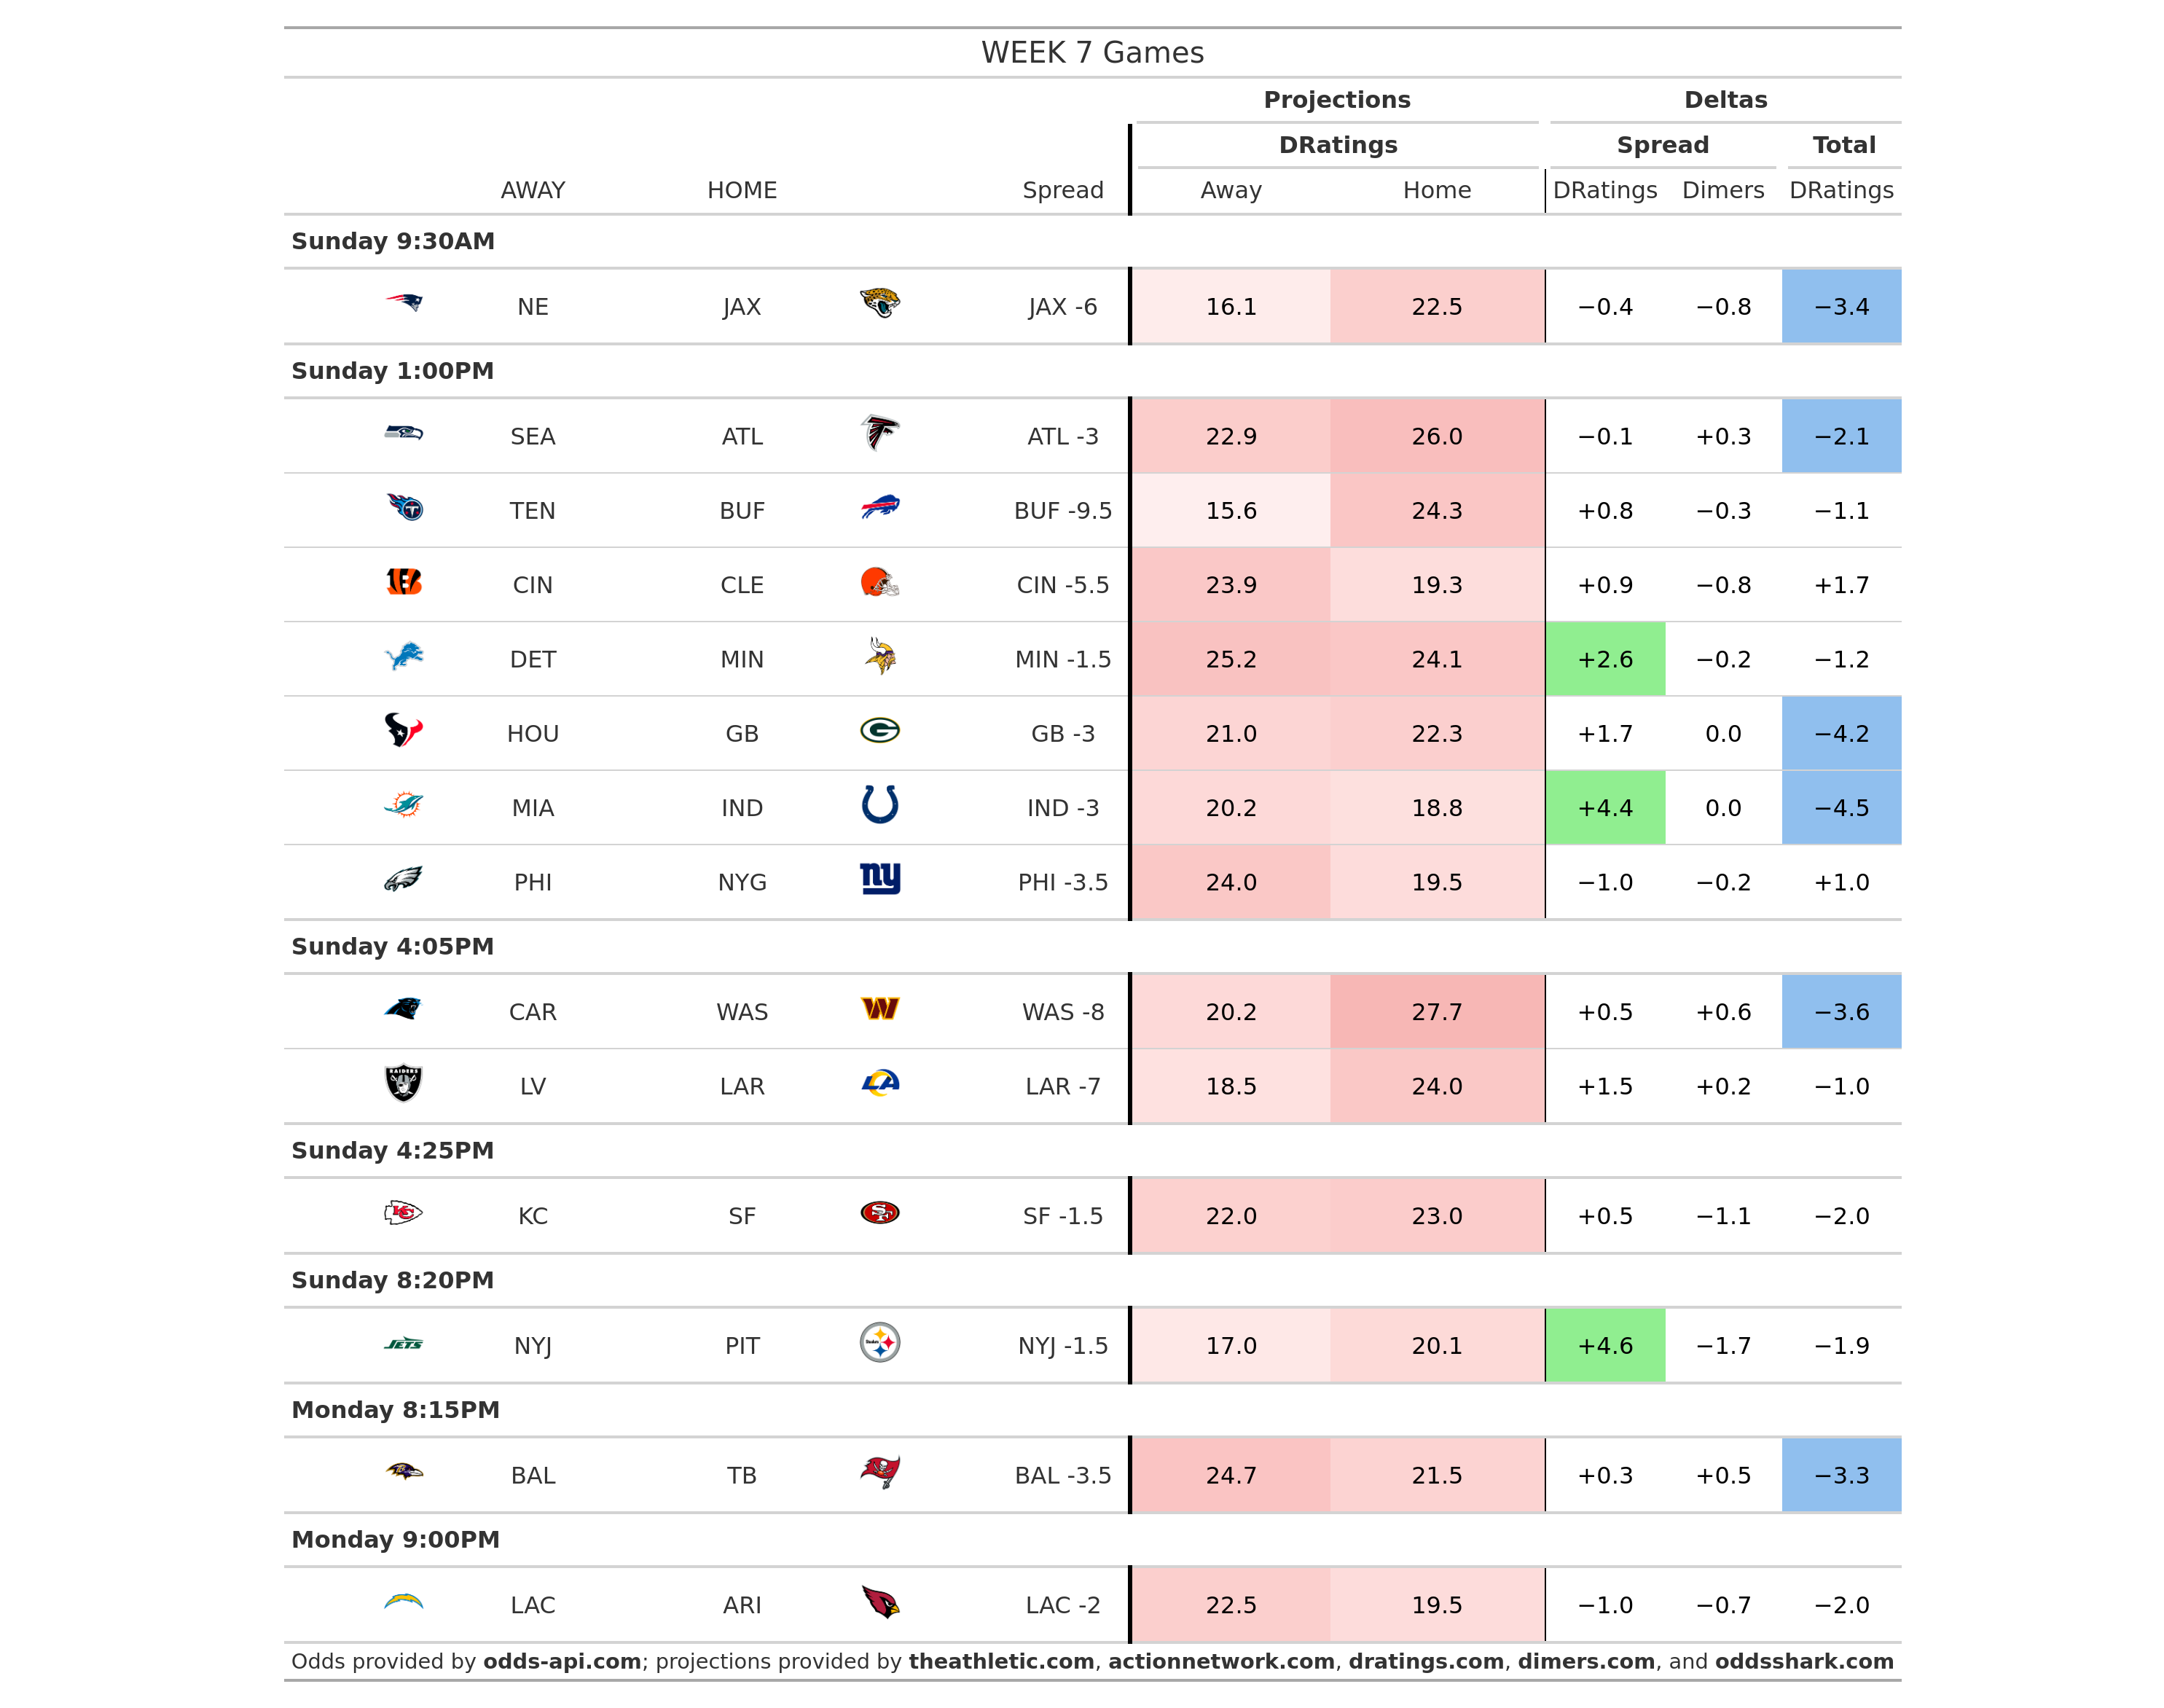 WEEK 7 Games
Projections Deltas
DRatings Spread Total
AWAY HOME Spread Away Home DRatings Dimers DRatings
Sunday 9:30AM
NE JAX JAX -6 16.1 22.5 −0.4 −0.8 −3.4
Sunday 1:00PM
SEA ATL ATL -3 22.9 26.0 −0.1 +0.3 −2.1
TEN BUF BUF -9.5 15.6 24.3 +0.8 −0.3 −1.1
CIN CLE CIN -5.5 23.9 19.3 +0.9 −0.8 +1.7
DET MIN MIN -1.5 25.2 24.1 +2.6 −0.2 −1.2
HOU GB GB -3 21.0 22.3 +1.7 0.0 −4.2
MIA IND IND -3 20.2 18.8 +4.4 0.0 −4.5
PHI NYG ny PHI -3.5 24.0 19.5 −1.0 −0.2 +1.0
Sunday 4:05PM
CAR WAS W WAS -8 20.2 27.7 +0.5 +0.6 −3.6
RAIDERS LV LAR LA LAR -7 18.5 24.0 +1.5 +0.2 −1.0
Sunday 4:25PM
KC KC SF SF SF -1.5 22.0 23.0 +0.5 −1.1 −2.0
Sunday 8:20PM
JETS NYJ PIT Steelers NYJ -1.5 17.0 20.1 +4.6 −1.7 −1.9
Monday 8:15PM
BAL TB BAL -3.5 24.7 21.5 +0.3 +0.5 −3.3
Monday 9:00PM
LAC ARI LAC -2 22.5 19.5 −1.0 −0.7 −2.0
Odds provided by odds-api.com; projections provided by theathletic.com, actionnetwork.com, dratings.com, dimers.com, and oddsshark.com